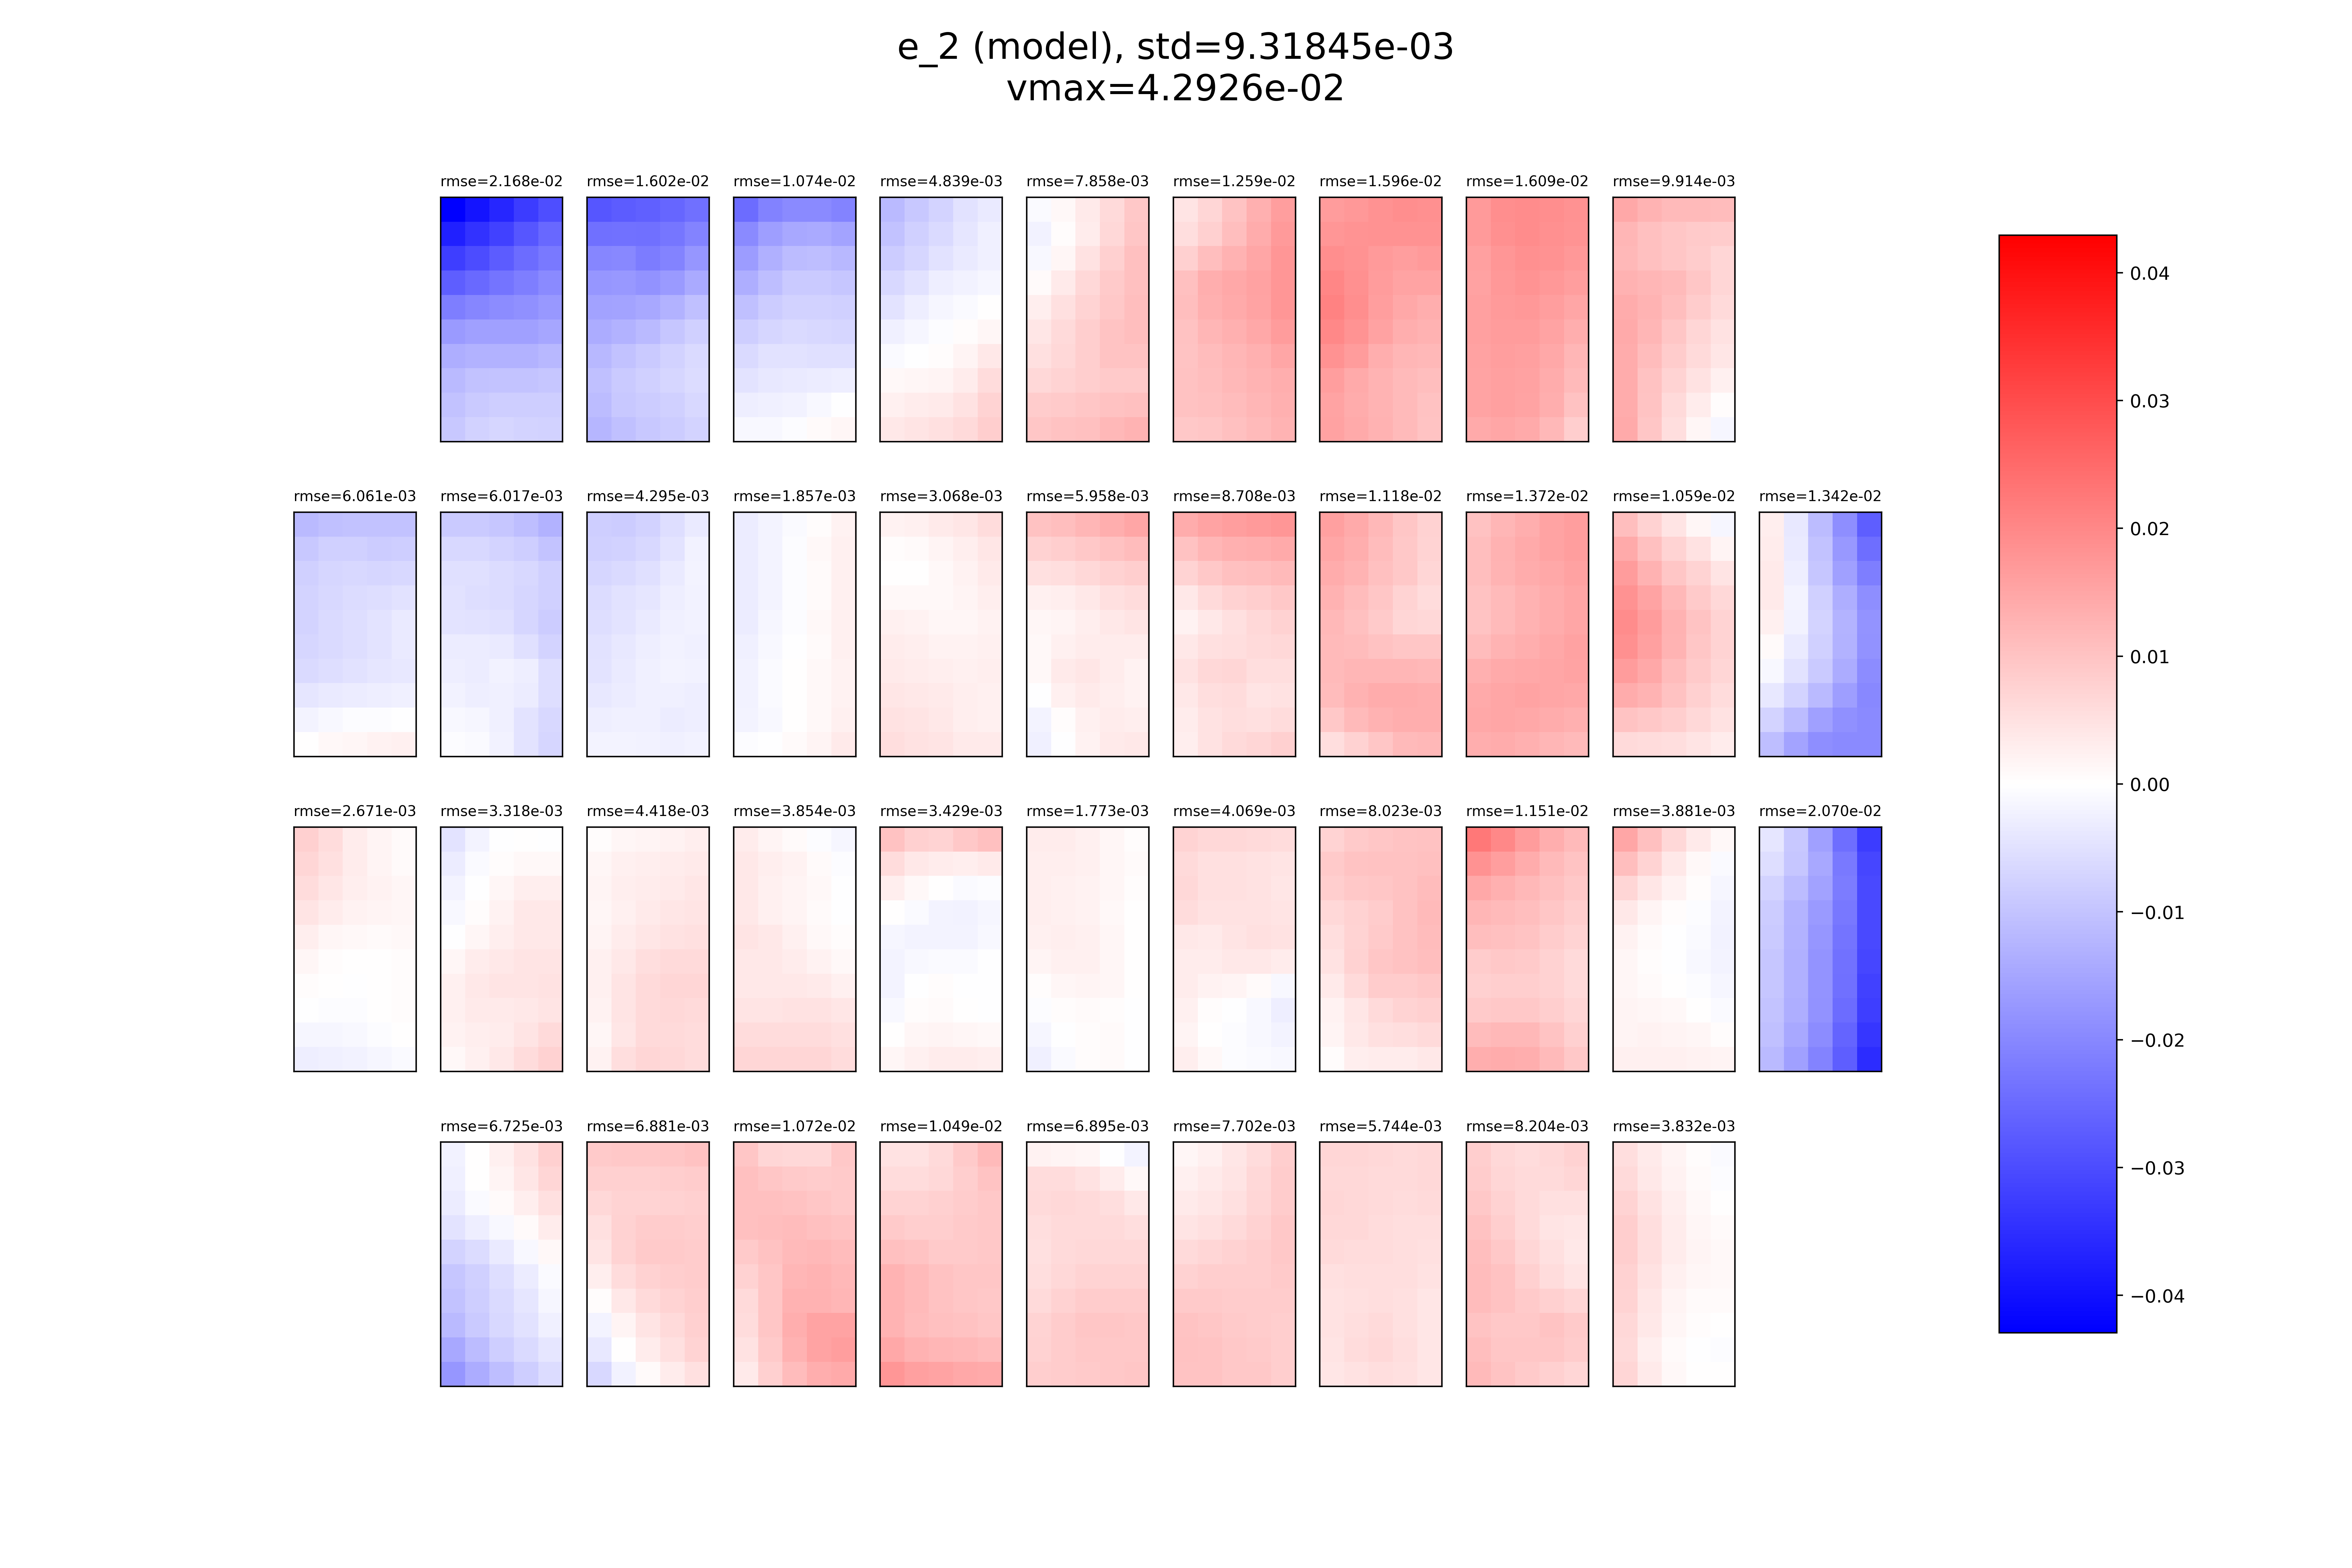 e_2 (model), std=9.31845e-03
vmax=4.2926e-02
rmse=2.168e-02 rmse=1.602e-02 rmse=1.074e-02 rmse=4.839e-03 rmse=7.858e-03 rmse=1.259e-02 rmse=1.596e-02 rmse=1.609e-02 rmse=9.914e-03
rmse=6.061e-03 rmse=6.017e-03 rmse=4.295e-03 rmse=1.857e-03 rmse=3.068e-03 rmse=5.958e-03 rmse=8.708e-03 rmse=1.118e-02 rmse=1.372e-02 rmse=1.059e-02 rmse=1.342e-02
rmse=2.671e-03 rmse=3.318e-03 rmse=4.418e-03 rmse=3.854e-03 rmse=3.429e-03 rmse=1.773e-03 rmse=4.069e-03 rmse=8.023e-03 rmse=1.151e-02 rmse=3.881e-03 rmse=2.070e-02
rmse=6.725e-03 rmse=6.881e-03 rmse=1.072e-02 rmse=1.049e-02 rmse=6.895e-03 rmse=7.702e-03 rmse=5.744e-03 rmse=8.204e-03 rmse=3.832e-03
0.04
0.03
0.02
0.01
0.00
−0.01
−0.02
−0.03
−0.04